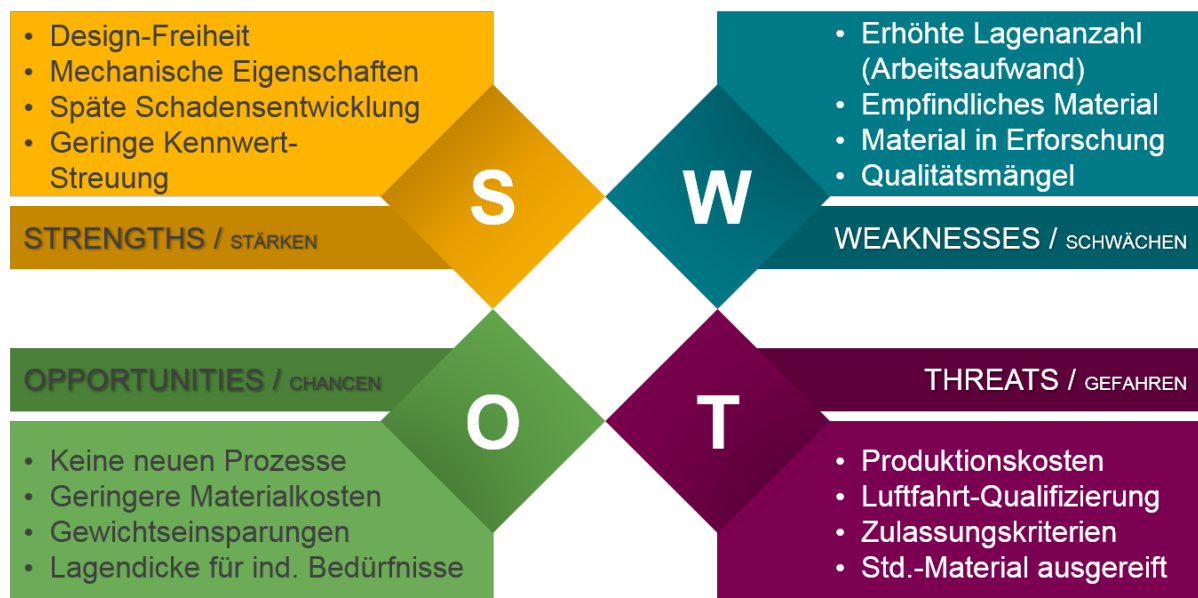 • Design-Freiheit
• Mechanische Eigenschaften
• Späte Schadensentwicklung
• Geringe Kennwert-
Streuung
S
STRENGTHS / STÄRKEN
• Erhöhte Lagenanzahl
(Arbeitsaufwand)
• Empfindliches Material
• Material in Erforschung
• Qualitätsmängel
W
WEAKNESSES / SCHWÄCHEN
OPPORTUNITIES / CHANCEN
O
• Keine neuen Prozesse
• Geringere Materialkosten
• Gewichtseinsparungen
• Lagendicke für ind. Bedürfnisse
THREATS / GEFAHREN
T
• Produktionskosten
• Luftfahrt-Qualifizierung
• Zulassungskriterien
• Std.-Material ausgereift